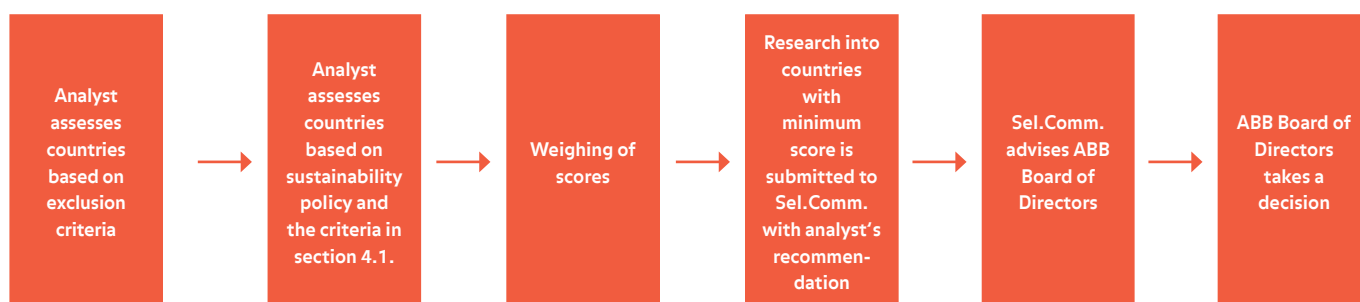 Analyst
assesses
countries
based on
exclusion
criteria
Analyst
assesses
countries
based on
sustainability
policy and
the criteria in
section 4.1.
Weighing of
scores
Research into
countries
with
minimum
score is
submitted to
Sel.Comm.
with analyst’s
recommen-
dation
Sel.Comm.
advises ABB
Board of
Directors
ABB Board of
Directors
takes a
decision